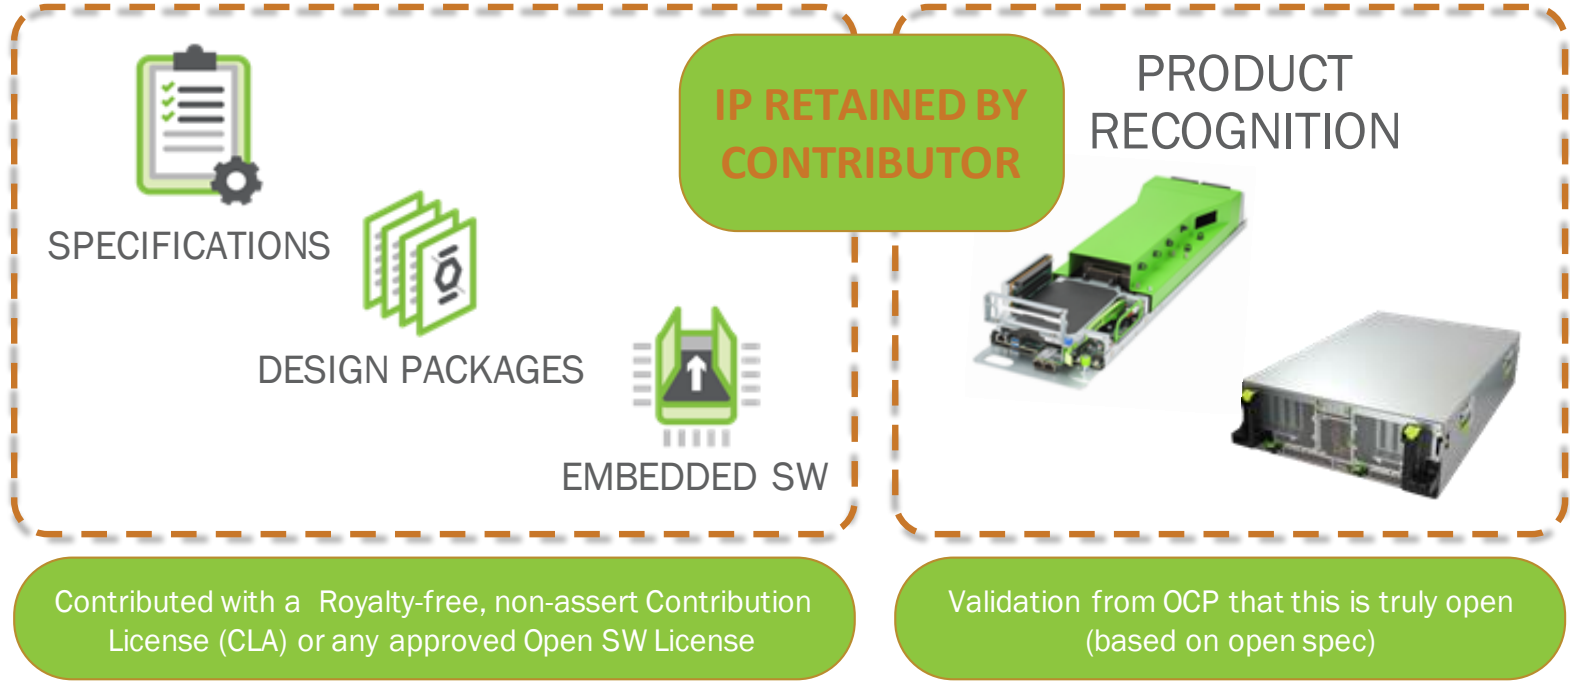 SPECIFICATIONS
DESIGN PACKAGES
EMBEDDED SW
IP RETAINED BY
CONTRIBUTOR
PRODUCT
RECOGNITION
Contributed with a Royalty-free, non-assert Contribution
License (CLA) or any approved Open SW License
Validation from OCP that this is truly open
(based on open spec)